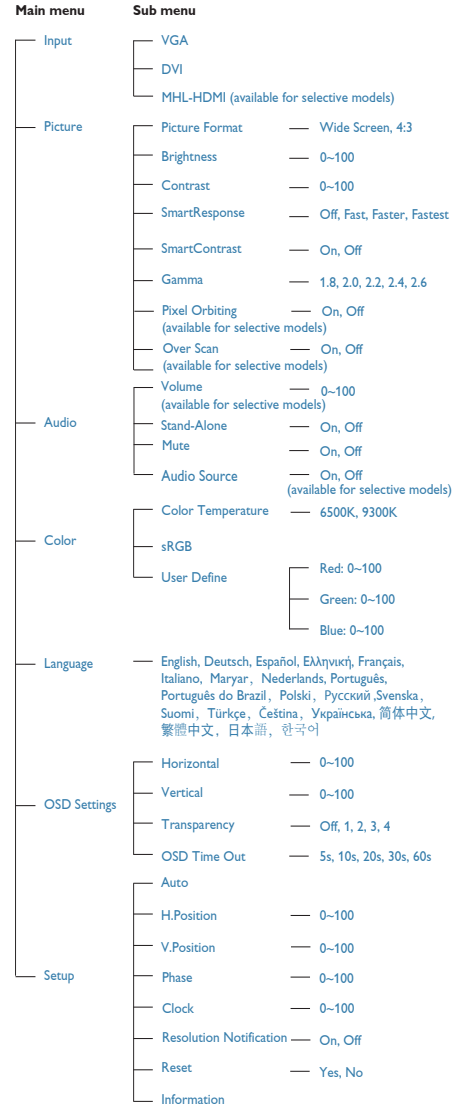 Main menu Sub menu
Input VGA
DVI
MHL-HDMI (available for selective models)
Picture Picture Format Wide Screen, 4:3
Brightness 0~100
Contrast 0~100
SmartResponse Off, Fast, Faster, Fastest
SmartContrast On, Off
Gamma 1.8, 2.0, 2.2, 2.4, 2.6
Pixel Orbiting On, Off
(available for selective models)
Over Scan On, Off
(available for selective models)
Volume 0~100
(available for selective models)
Audio Stand-Alone On, Off
Mute On, Off
Audio Source On, Off
(available for selective models)
Color Temperature 6500K, 9300K
Color sRGB
User Define Red: 0~100
Green: 0~100
Blue: 0~100
Language English, Deutsch, Español, Ελληνική, Français,
Italiano, Maryar, Nederlands, Português,
Português do Brazil, Polski, Русский ,Svenska,
Suomi, Türkçe, Čeština, Українська, 简体中文,
繁體中文, 日本語, 한국어
Horizontal 0~100
Vertical 0~100
OSD Settings
Transparency Off, 1, 2, 3, 4
OSD Time Out 5s, 10s, 20s, 30s, 60s
Auto
H.Position 0~100
V.Position 0~100
Setup Phase 0~100
Clock 0~100
Resolution Notification On, Off
Reset Yes, No
Information